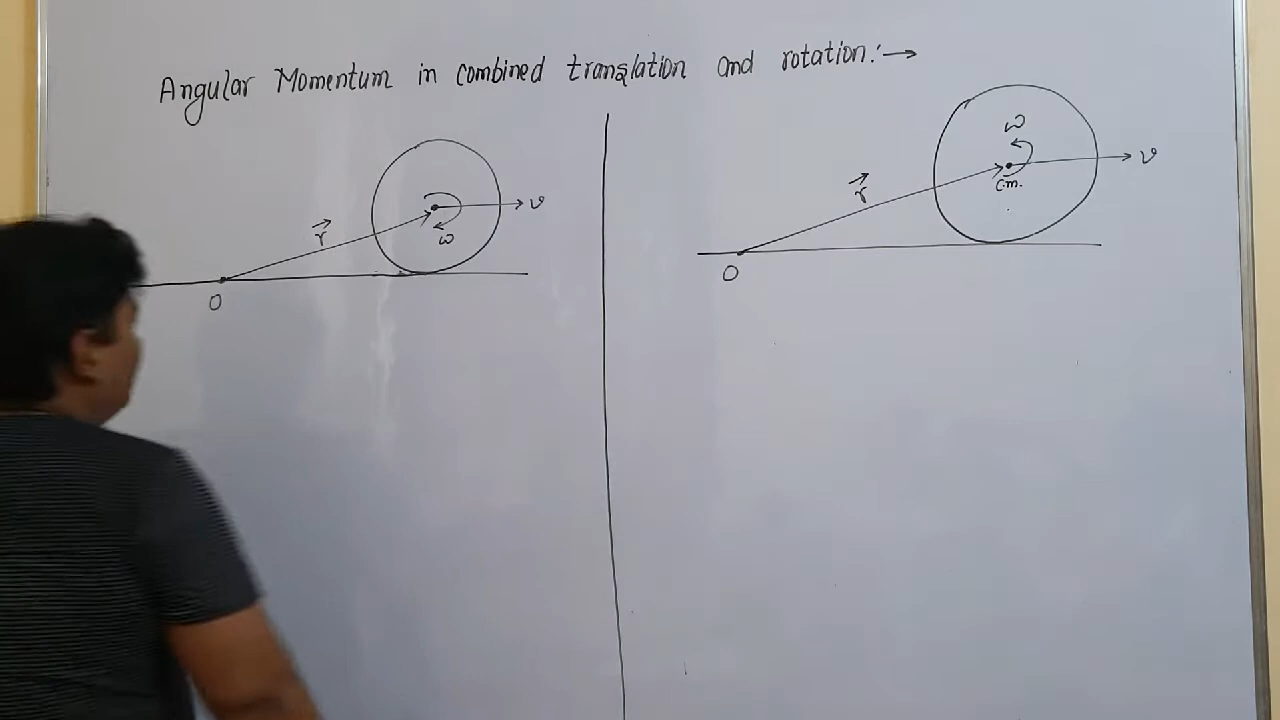 Angular Momentum in combined translation and rotation:→
ω
r⃗
v
ω
O
r⃗
v
c.m.
O